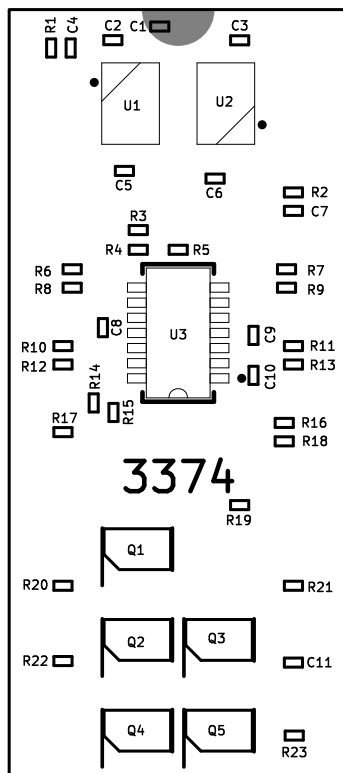 R1 C4 C2 C1 C3
U1 U2
C5 C6
R2
C7
R3
R4 R5
R6 R7
R8 R9
C8 U3 C9
R10 R11
R12 R13
C10
R14 R15
R17 R16
R18
3374
R19
Q1
R20 R21
Q2 Q3
R22 C11
Q4 Q5
R23